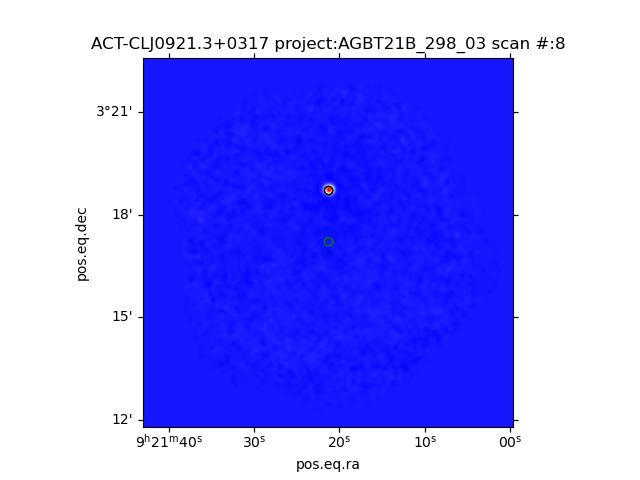 ACT-CLJ0921.3+0317 project:AGBT21B_298_03 scan #:8
3°21'
18'
15'
12'
pos.eq.dec
9ʰ21ᵐ40ˢ 30ˢ 20ˢ 10ˢ 00ˢ
pos.eq.ra